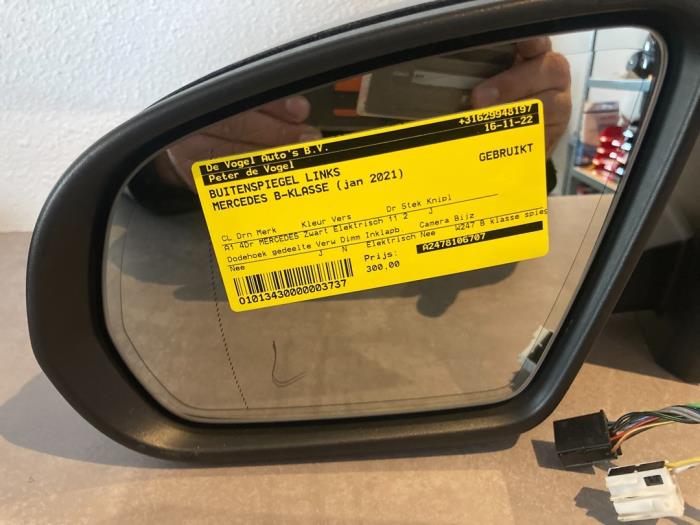 De Vogel Auto's B.V.
+31629948197
Peter de Vogel
16-11-22
BUITENSPIEGEL LINKS
GEBRUIKT
MERCEDES B-KLASSE (jan 2021)
CL Drn Merk Kleur Vers Dr Stek Knipl
A1 4Dr MERCEDES Zwart Elektrisch 11 2 J
Dodehoek gedeelte Verw Dimm Inklapb. Camera Bijz
Nee J N Elektrisch Nee W247 B klasse spieg
Prijs: A2478106707
300,00
01013430000003737